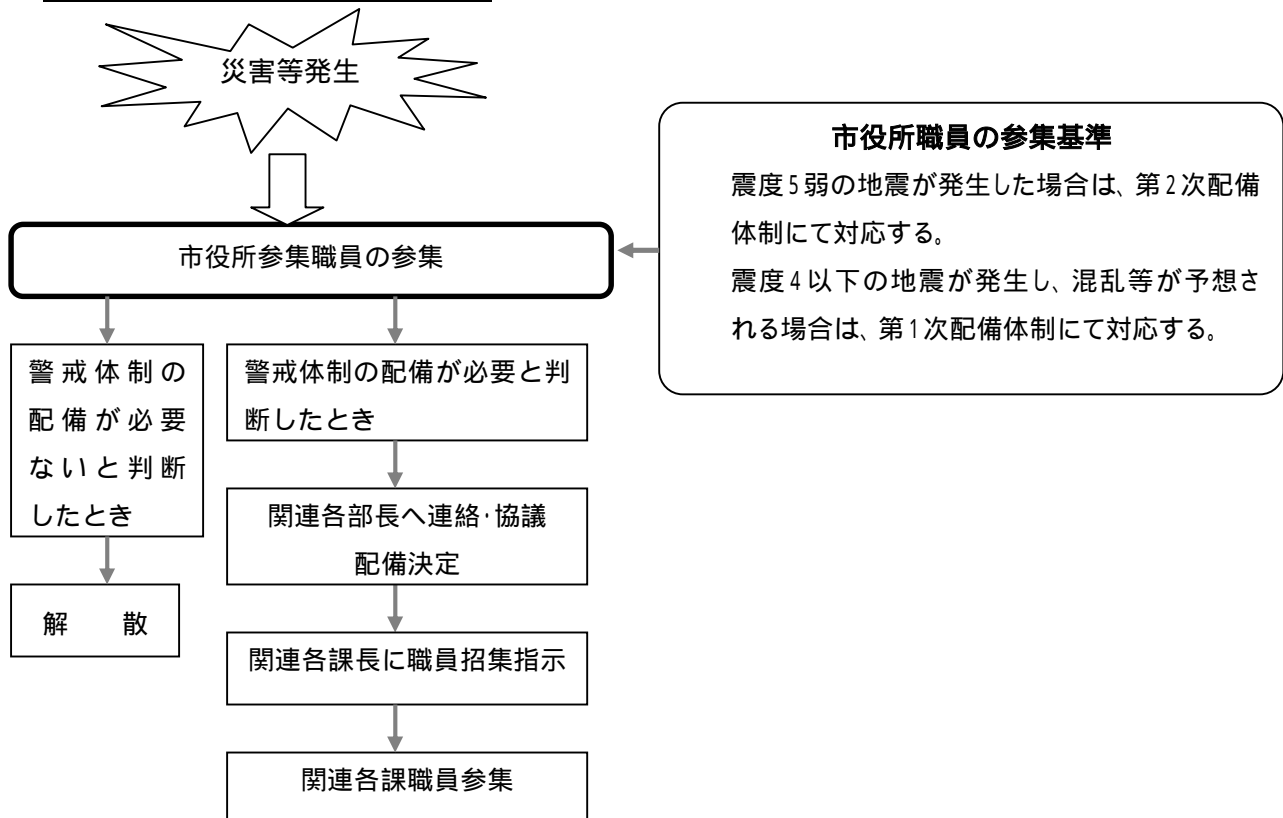 災害等発生
市役所職員の参集基準
震度5弱の地震が発生した場合は、第2次配備
体制にて対応する。
震度4以下の地震が発生し、混乱等が予想さ
れる場合は、第1次配備体制にて対応する。
市役所参集職員の参集
警戒体制の
配備が必要
ないと判断
したとき
解　散
警戒体制の配備が必要と判
断したとき
関連各部長へ連絡・協議
配備決定
関連各課長に職員招集指示
関連各課職員参集